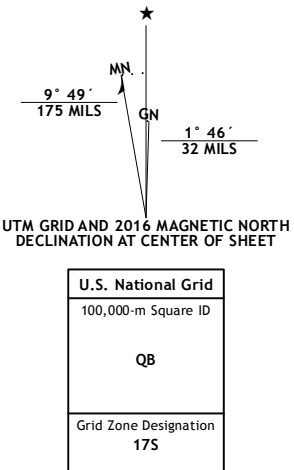 ★
MN
9° 49´
175 MILS
GN
1° 46´
32 MILS
UTM GRID AND 2016 MAGNETIC NORTH
DECLINATION AT CENTER OF SHEET
U.S. National Grid
100,000-m Square ID
QB
Grid Zone Designation
17S